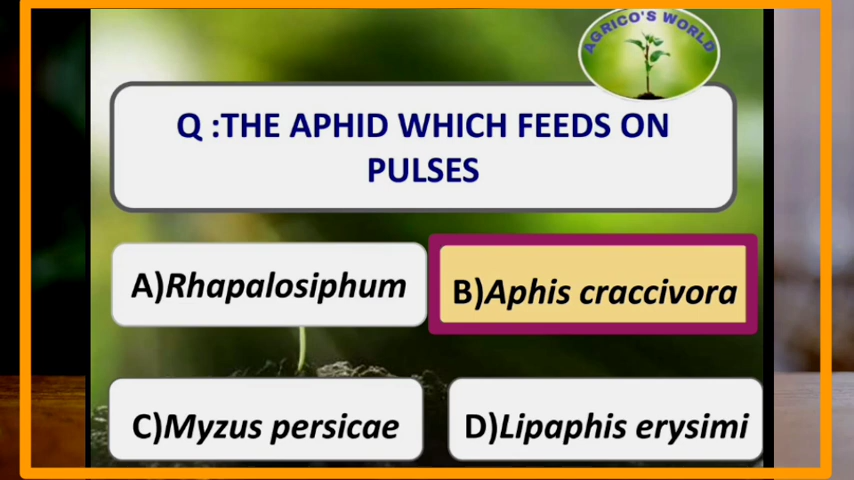 AGRICO'S WORLD
Q :THE APHID WHICH FEEDS ON
PULSES
A)Rhapalosiphum
B)Aphis craccivora
C)Myzus persicae
D)Lipaphis erysimi